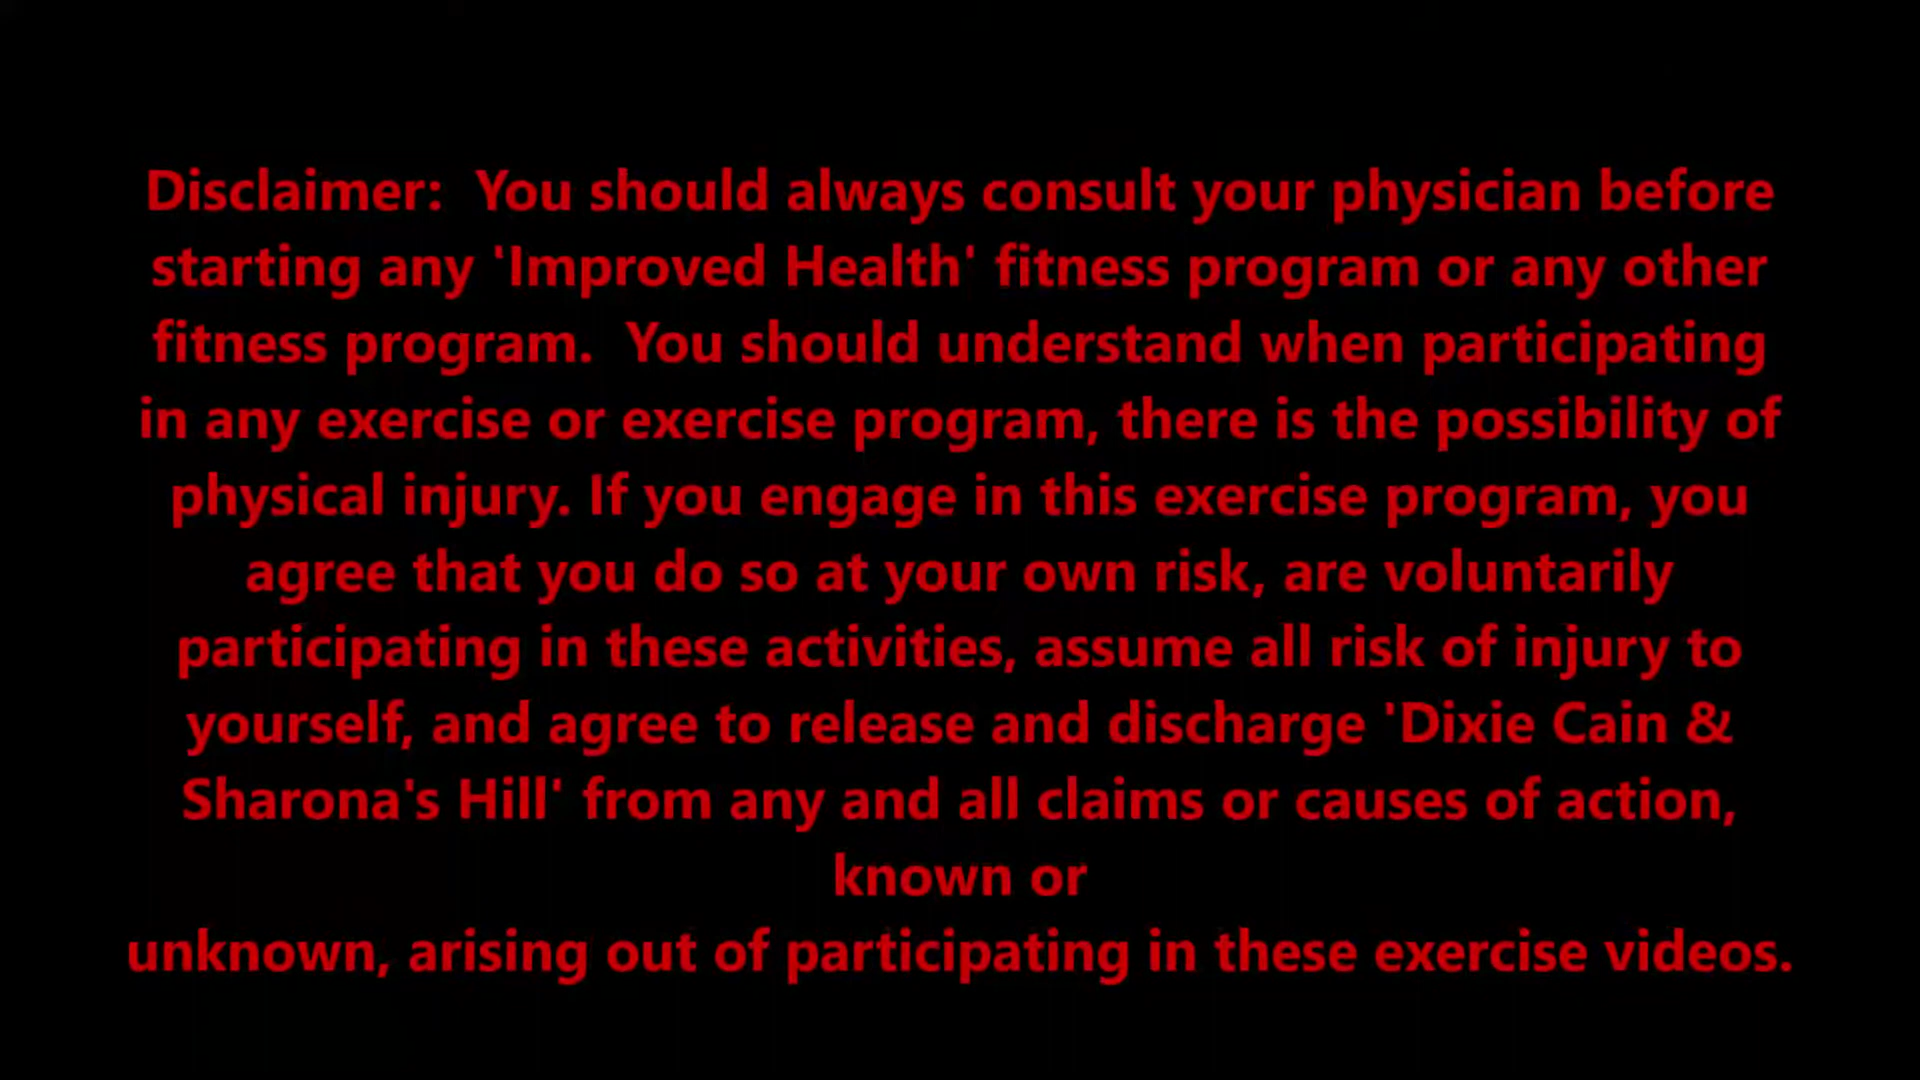 Disclaimer:  You should always consult your physician before
starting any 'Improved Health' fitness program or any other
fitness program.  You should understand when participating
in any exercise or exercise program, there is the possibility of
physical injury. If you engage in this exercise program, you
agree that you do so at your own risk, are voluntarily
participating in these activities, assume all risk of injury to
yourself, and agree to release and discharge 'Dixie Cain &
Sharona's Hill' from any and all claims or causes of action,
known or
unknown, arising out of participating in these exercise videos.